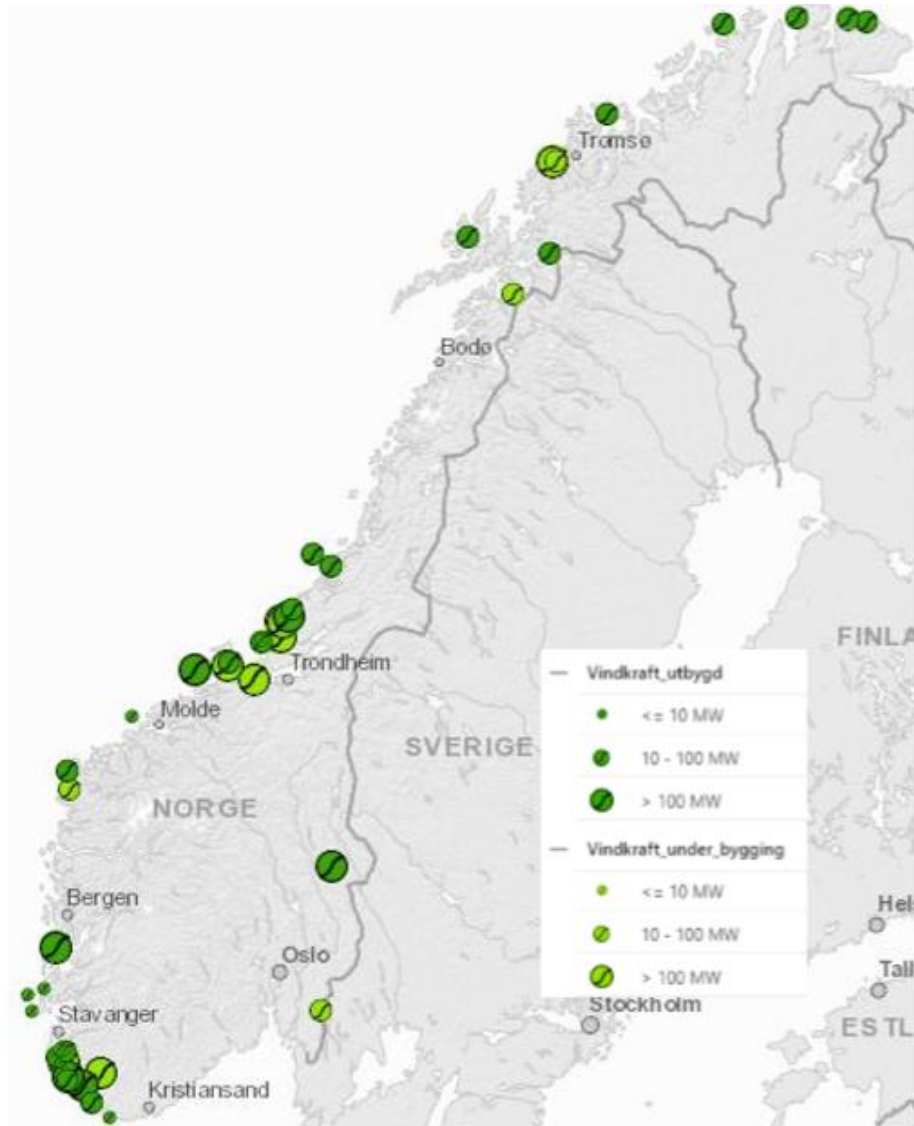 Tromsø
Bodø
FINLA
Trondheim
Vindkraft_utbygd
<= 10 MW
Molde
10 - 100 MW
SVERIGE
> 100 MW
NORGE
Vindkraft_under_bygging
<= 10 MW
Bergen
Hels
10 - 100 MW
Oslo
> 100 MW
Tall
Stockholm
Stavanger
ESTL
Kristiansand